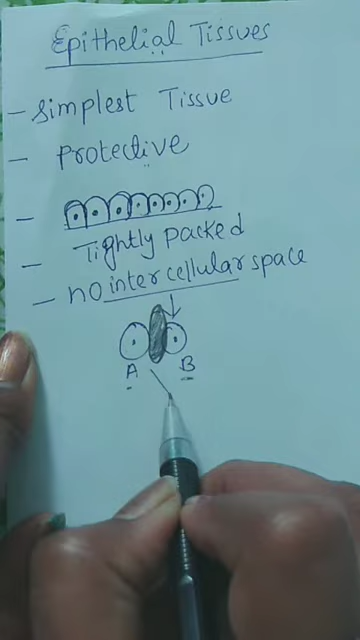 Epithelial Tissues
- Simplest Tissue
- Protective
-
- Tightly packed
- no intercellular space
A B